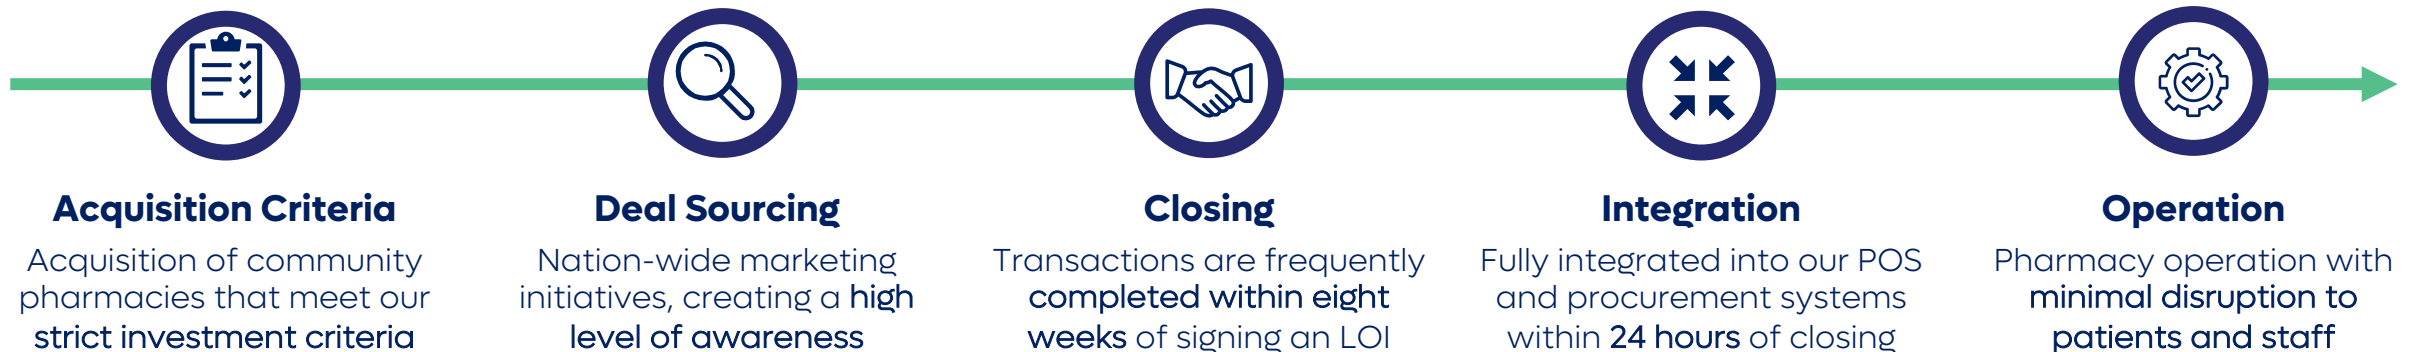 Acquisition Criteria
Acquisition of community
pharmacies that meet our
strict investment criteria
Deal Sourcing
Nation-wide marketing
initiatives, creating a high
level of awareness
Closing
Transactions are frequently
completed within eight
weeks of signing an LOI
Integration
Fully integrated into our POS
and procurement systems
within 24 hours of closing
Operation
Pharmacy operation with
minimal disruption to
patients and staff